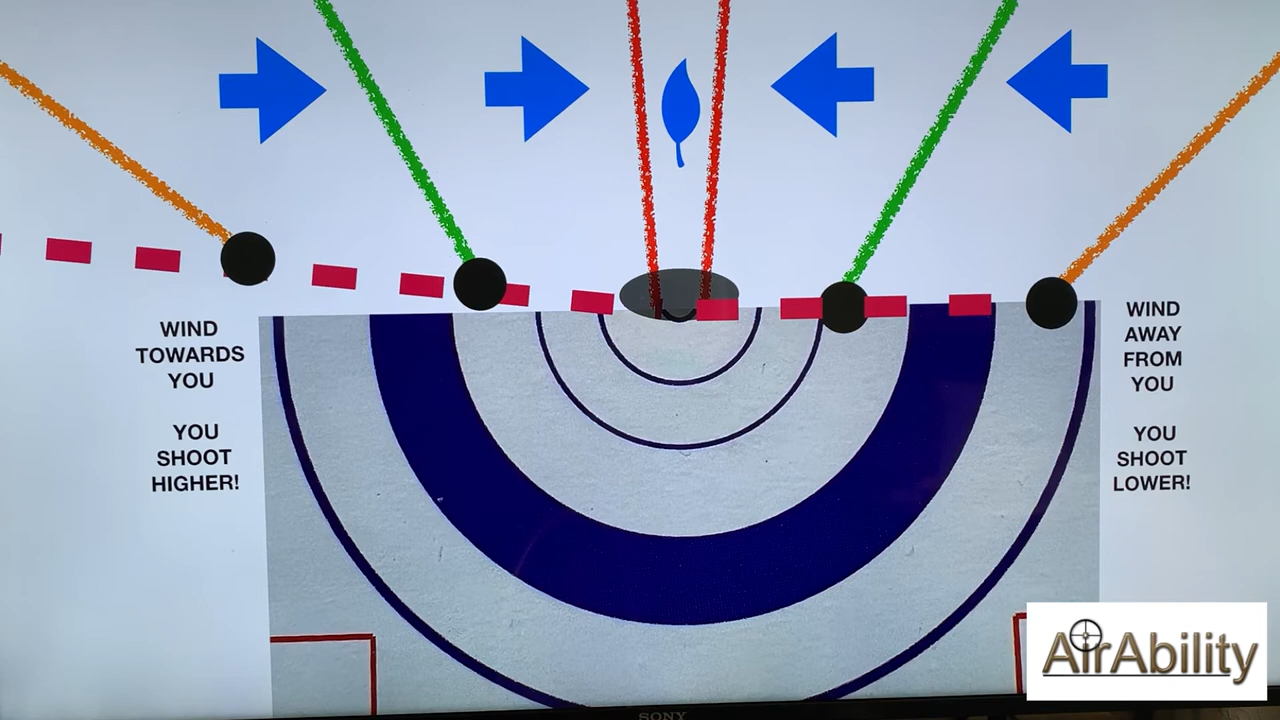 WIND
TOWARDS
YOU
YOU
SHOOT
HIGHER!
WIND
AWAY
FROM
YOU
YOU
SHOOT
LOWER!
AirAbility
SONY